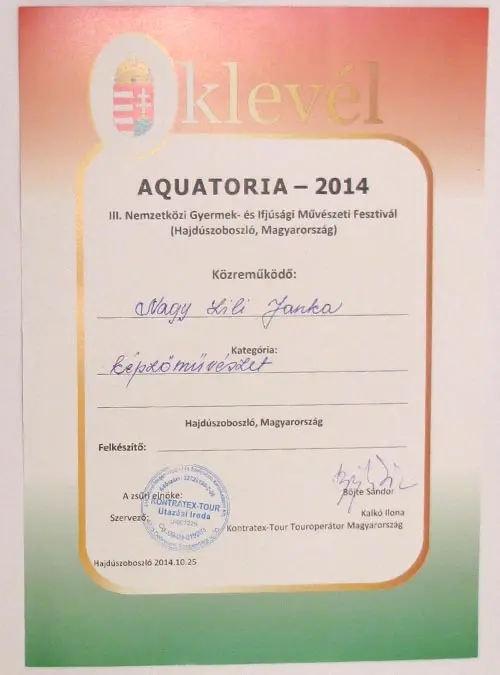 Oklevél
AQUATORIA – 2014
III. Nemzetközi Gyermek- és Ifjúsági Művészeti Fesztivál
(Hajdúszoboszló, Magyarország)
Közreműködő:
Nagy Lili Janka
Kategória:
képzőművészet
Hajdúszoboszló, Magyarország
Felkészítő:
A zsűri elnöke:
Böjte Sándor
KONTRATEX-TOUR
Utazási Iroda
Szervező:
Kalkó Ilona
Kontratex-Tour Touroperátor Magyarország
Hajdúszoboszló 2014.10.25